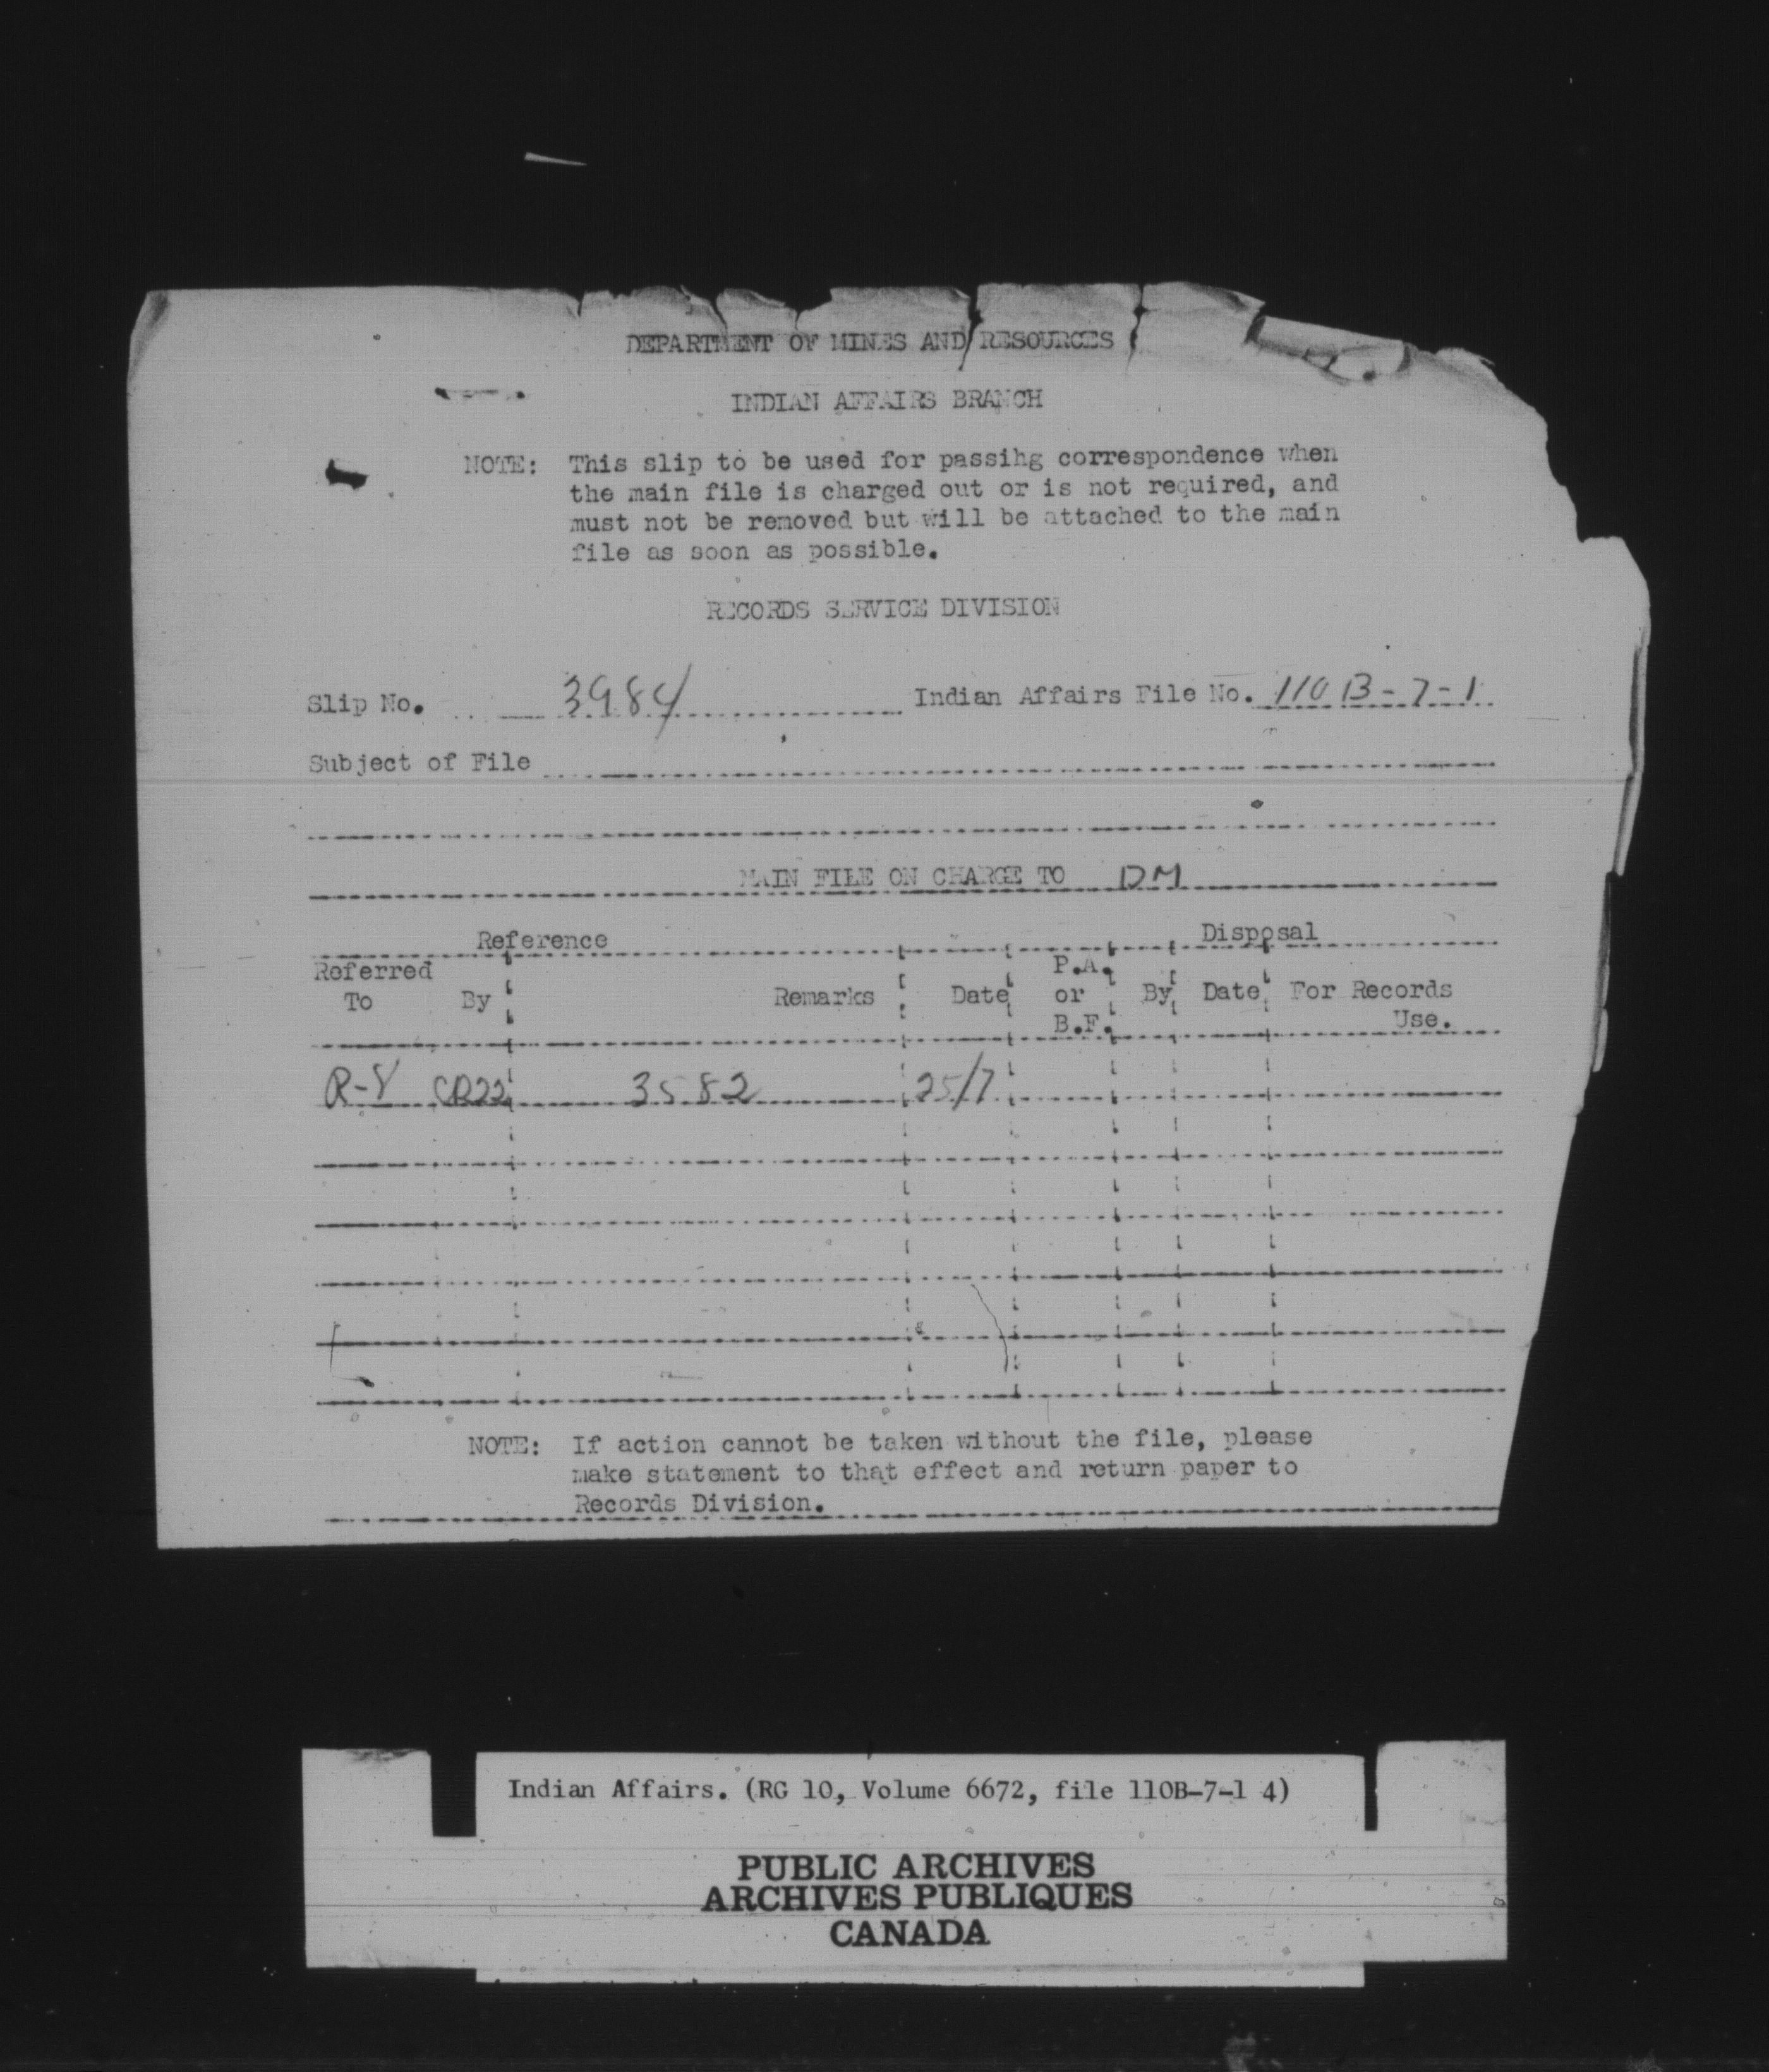 DEPARTMENT OF MINES AND RESOURCES
INDIAN AFFAIRS BRANCH
NOTE: This slip to be used for passihg correspondence when
the main file is charged out or is not required, and
must not be removed but will be attached to the main
file as soon as possible.
RECORDS SERVICE DIVISION
Slip No. 3984 Indian Affairs File No. 110 B-7-1
Subject of File
MAIN FILE ON CHARGE TO DM
Reference Disposal
Referred P.A.
To By Remarks Date or By Date For Records
B.F. Use.
R-8 CR22 3582 25/7
NOTE: If action cannot be taken without the file, please
make statement to that effect and return paper to
Records Division.
Indian Affairs. (RG 10, Volume 6672, file 110B-7-1 4)
PUBLIC ARCHIVES
ARCHIVES PUBLIQUES
CANADA